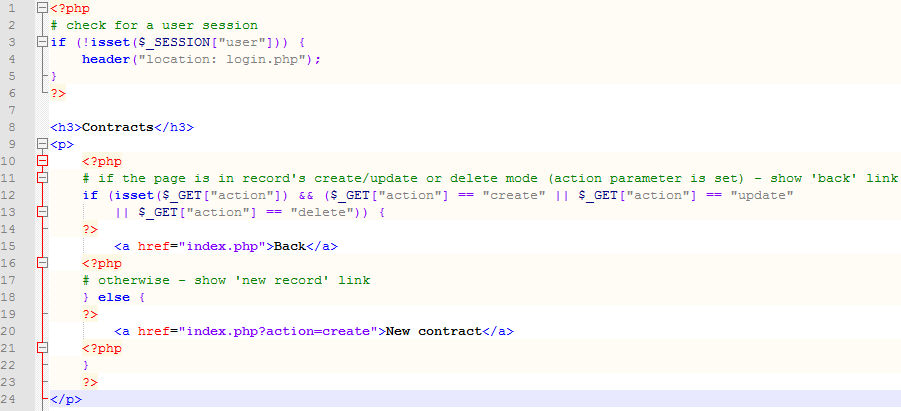 1 <?php
2 # check for a user session
3 if (!isset($_SESSION["user"])) {
4     header("location: login.php");
5 }
6 ?>
7
8 <h3>Contracts</h3>
9 <p>
10     <?php
11     # if the page is in record's create/update or delete mode (action parameter is set) - show 'back' link
12     if (isset($_GET["action"]) && ($_GET["action"] == "create" || $_GET["action"] == "update"
13         || $_GET["action"] == "delete")) {
14     ?>
15         <a href="index.php">Back</a>
16     <?php
17     # otherwise - show 'new record' link
18     } else {
19     ?>
20         <a href="index.php?action=create">New contract</a>
21     <?php
22     }
23     ?>
24 </p>